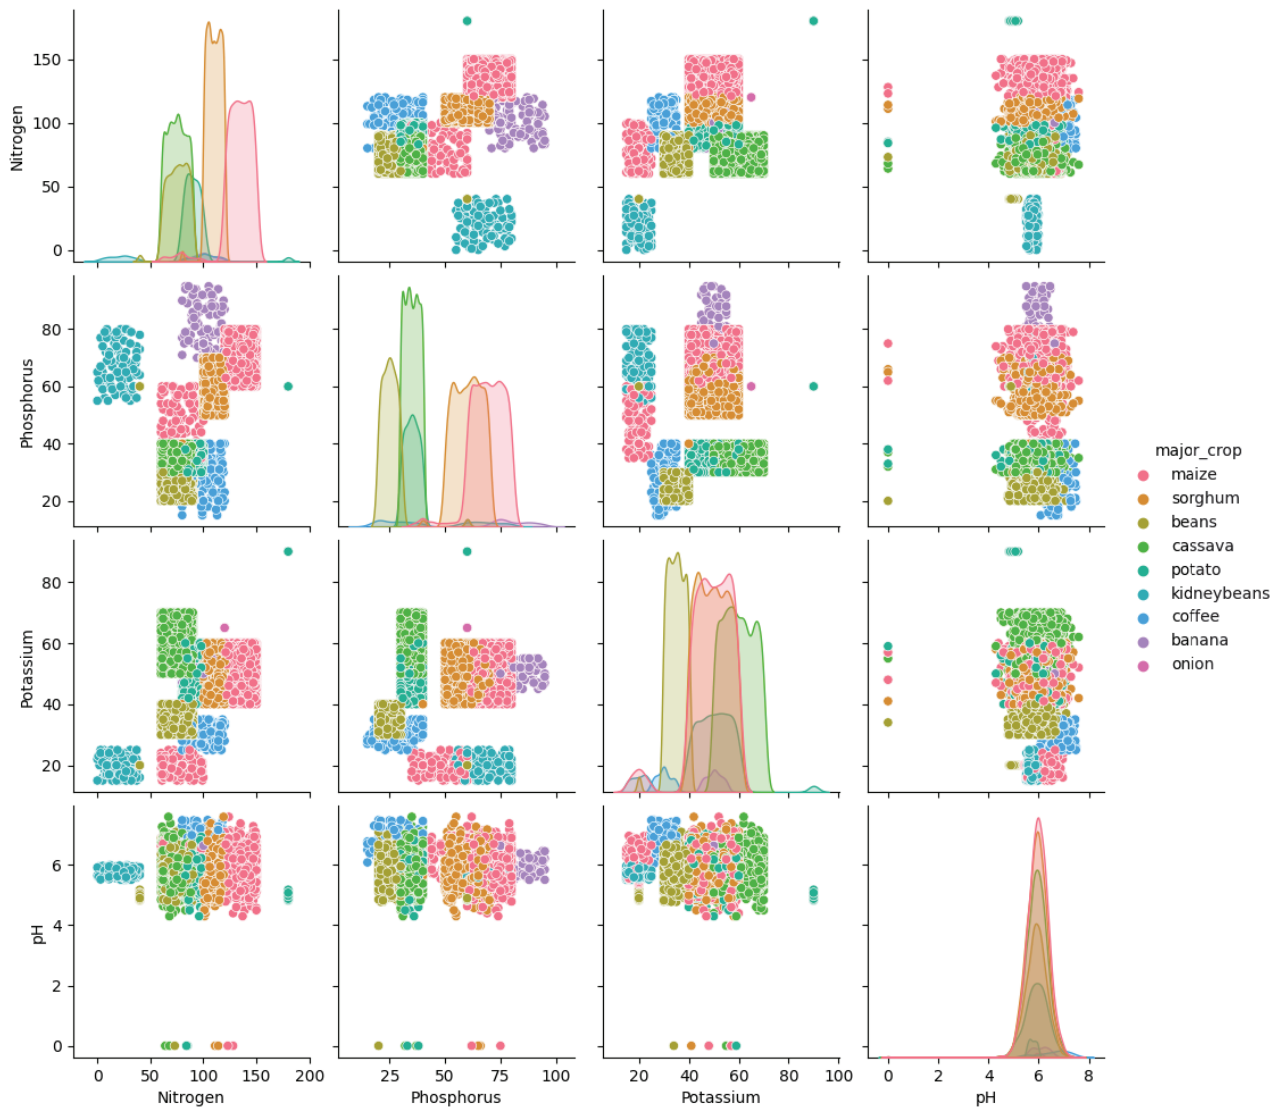 Nitrogen
150
100
50
0
Phosphorus
80
60
40
20
major_crop
maize
sorghum
beans
cassava
potato
kidneybeans
coffee
banana
onion
Potassium
80
60
40
20
pH
6
4
2
0
0 50 100 150 200
25 50 75 100
20 40 60 80 100
0 2 4 6 8
Nitrogen
Phosphorus
Potassium
pH